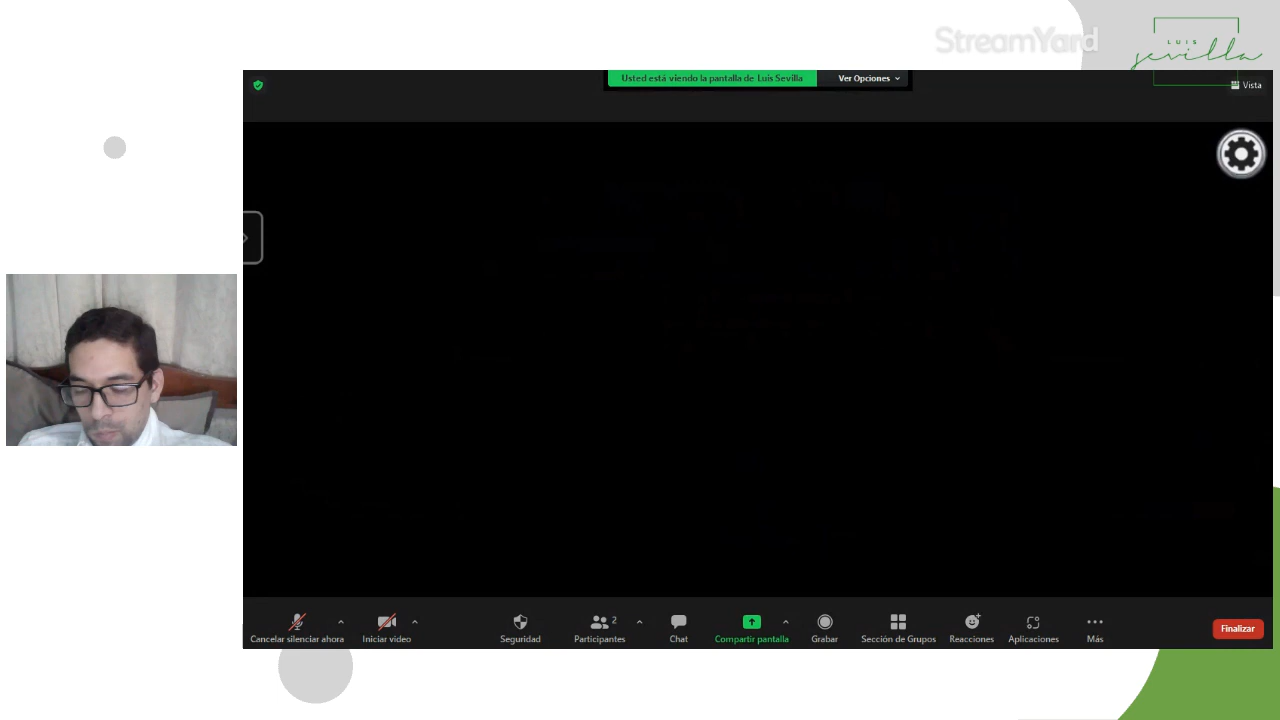 StreamYard
LUIS
sevilla
Usted está viendo la pantalla de Luis Sevilla
Ver Opciones
Vista
Cancelar silenciar ahora
Iniciar video
Seguridad
Participantes
2
Chat
Compartir pantalla
Grabar
Sección de Grupos
Reacciones
Aplicaciones
Más
Finalizar